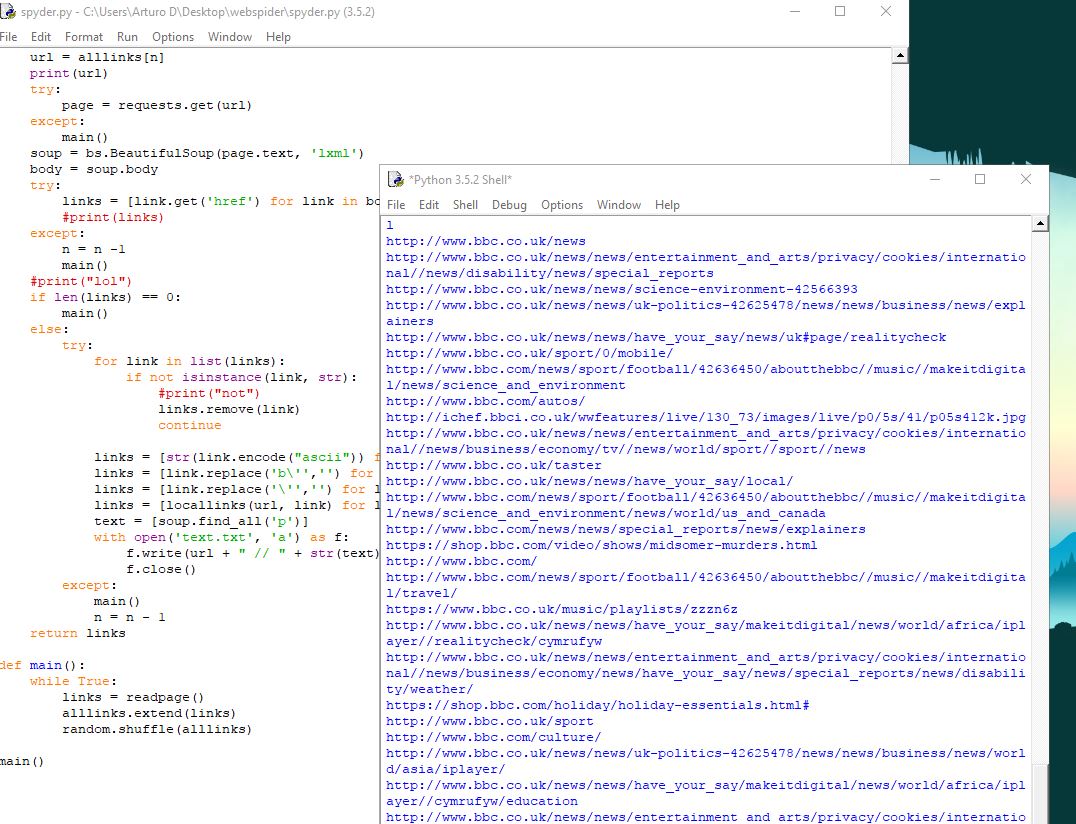 spyder.py - C:\Users\Arturo D\Desktop\webspider\spyder.py (3.5.2)
File Edit Format Run Options Window Help
url = alllinks[n]
print(url)
try:
page = requests.get(url)
except:
main()
soup = bs.BeautifulSoup(page.text, 'lxml')
body = soup.body
try:
links = [link.get('href') for link in bo
#print(links)
except:
n = n -1
main()
#print("lol")
if len(links) == 0:
main()
else:
try:
for link in list(links):
if not isinstance(link, str):
#print("not")
links.remove(link)
continue
links = [str(link.encode("ascii")) f
links = [link.replace('b\'','') for
links = [link.replace('\'','') for l
links = [locallinks(url, link) for l
text = [soup.find_all('p')]
with open('text.txt', 'a') as f:
f.write(url + " // " + str(text)
f.close()
except:
main()
n = n - 1
return links
def main():
while True:
links = readpage()
alllinks.extend(links)
random.shuffle(alllinks)
main()
*Python 3.5.2 Shell*
File Edit Shell Debug Options Window Help
l
http://www.bbc.co.uk/news
http://www.bbc.co.uk/news/news/entertainment_and_arts/privacy/cookies/internatio
nal//news/disability/news/special_reports
http://www.bbc.co.uk/news/news/science-environment-42566393
http://www.bbc.co.uk/news/news/uk-politics-42625478/news/news/business/news/expl
ainers
http://www.bbc.co.uk/news/news/have_your_say/news/uk#page/realitycheck
http://www.bbc.co.uk/sport/0/mobile/
http://www.bbc.com/news/sport/football/42636450/aboutthebbc//music//makeitdigita
l/news/science_and_environment
http://www.bbc.com/autos/
http://ichef.bbci.co.uk/wwfeatures/live/130_73/images/live/p0/5s/41/p05s412k.jpg
http://www.bbc.co.uk/news/news/entertainment_and_arts/privacy/cookies/internatio
nal//news/business/economy/tv//news/world/sport//sport//news
http://www.bbc.co.uk/taster
http://www.bbc.co.uk/news/news/have_your_say/local/
http://www.bbc.com/news/sport/football/42636450/aboutthebbc//music//makeitdigita
l/news/science_and_environment/news/world/us_and_canada
http://www.bbc.com/news/news/special_reports/news/explainers
https://shop.bbc.com/video/shows/midsomer-murders.html
http://www.bbc.com/
http://www.bbc.com/news/sport/football/42636450/aboutthebbc//music//makeitdigita
l/travel/
https://www.bbc.co.uk/music/playlists/zzzn6z
http://www.bbc.co.uk/news/news/have_your_say/makeitdigital/news/world/africa/ipl
ayer//realitycheck/cymrufyw
http://www.bbc.co.uk/news/news/entertainment_and_arts/privacy/cookies/internatio
nal//news/business/economy/news/have_your_say/news/special_reports/news/disabili
ty/weather/
https://shop.bbc.com/holiday/holiday-essentials.html#
http://www.bbc.co.uk/sport
http://www.bbc.com/culture/
http://www.bbc.co.uk/news/news/uk-politics-42625478/news/news/business/news/worl
d/asia/iplayer/
http://www.bbc.co.uk/news/news/have_your_say/makeitdigital/news/world/africa/ipl
ayer//cymrufyw/education
http://www.bbc.co.uk/news/news/entertainment_and_arts/privacy/cookies/internatio